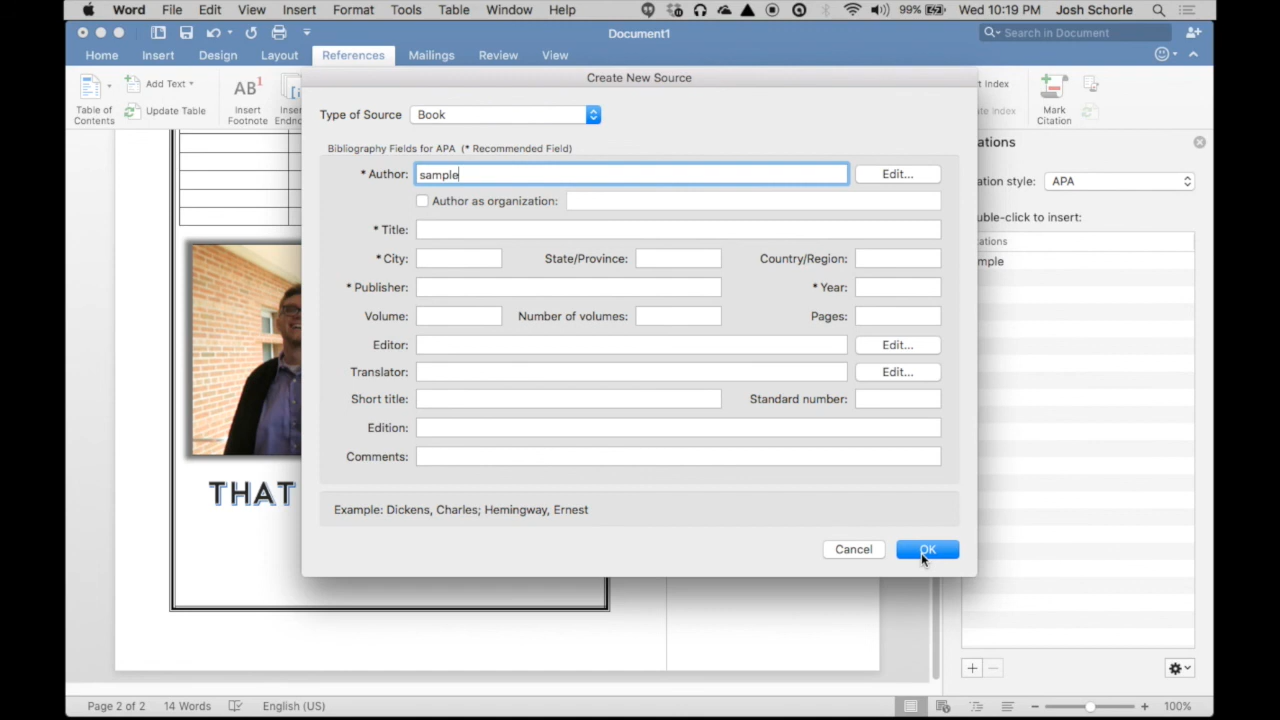 Word File Edit View Insert Format Tools Table Window Help 99% Wed 10:19 PM Josh Schorle
Document1 Search in Document
Home Insert Design Layout References Mailings Review View
Create New Source
Table of Contents
Add Text
Update Table
AB1
Insert Footnote
Mark Citation
Type of Source Book
Bibliography Fields for APA (* Recommended Field)
* Author: sample Edit...
Author as organization:
* Title:
* City: State/Province: Country/Region:
* Publisher: * Year:
Volume: Number of volumes: Pages:
Editor: Edit...
Translator: Edit...
Short title: Standard number:
Edition:
Comments:
Example: Dickens, Charles; Hemingway, Ernest
Cancel OK
APA
THAT
Page 2 of 2 14 Words English (US) 100%